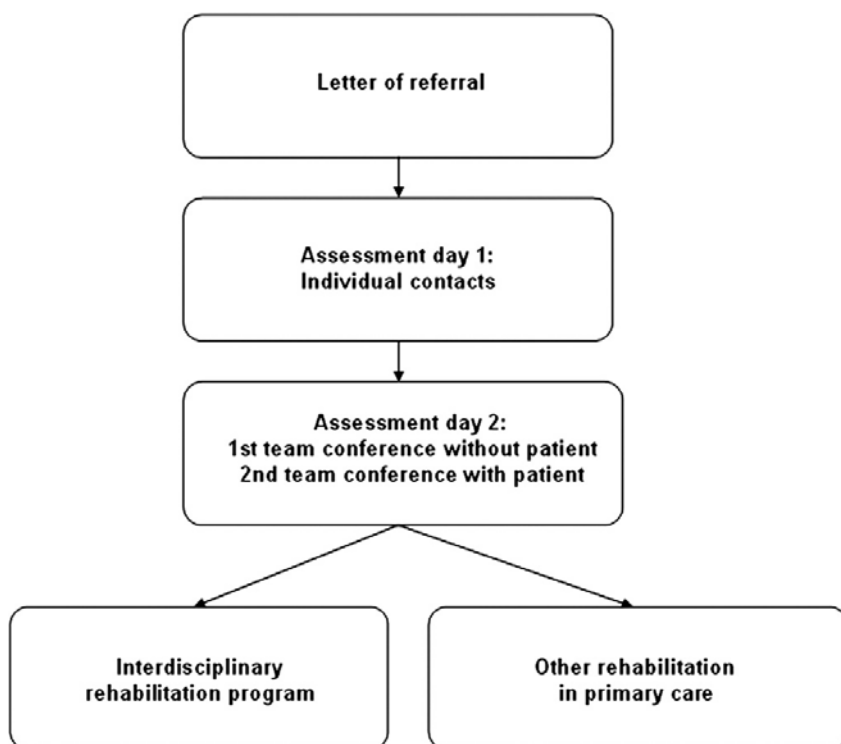 Letter of referral
Assessment day 1:
Individual contacts
Assessment day 2:
1st team conference without patient
2nd team conference with patient
Interdisciplinary
rehabilitation program
Other rehabilitation
in primary care